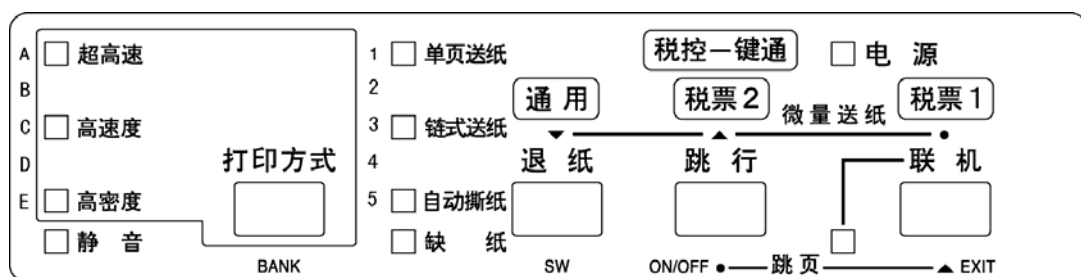 A 超高速
B
C 高速度
D
E 高密度
静 音
打印方式
BANK
1 单页送纸
2
3 链式送纸
4
5 自动撕纸
缺 纸
税控一键通
电 源
通用
税票2
税票1
微量送纸
▼ ▲ ●
退纸
跳行
联机
SW
ON/OFF ● 跳页 ▲ EXIT